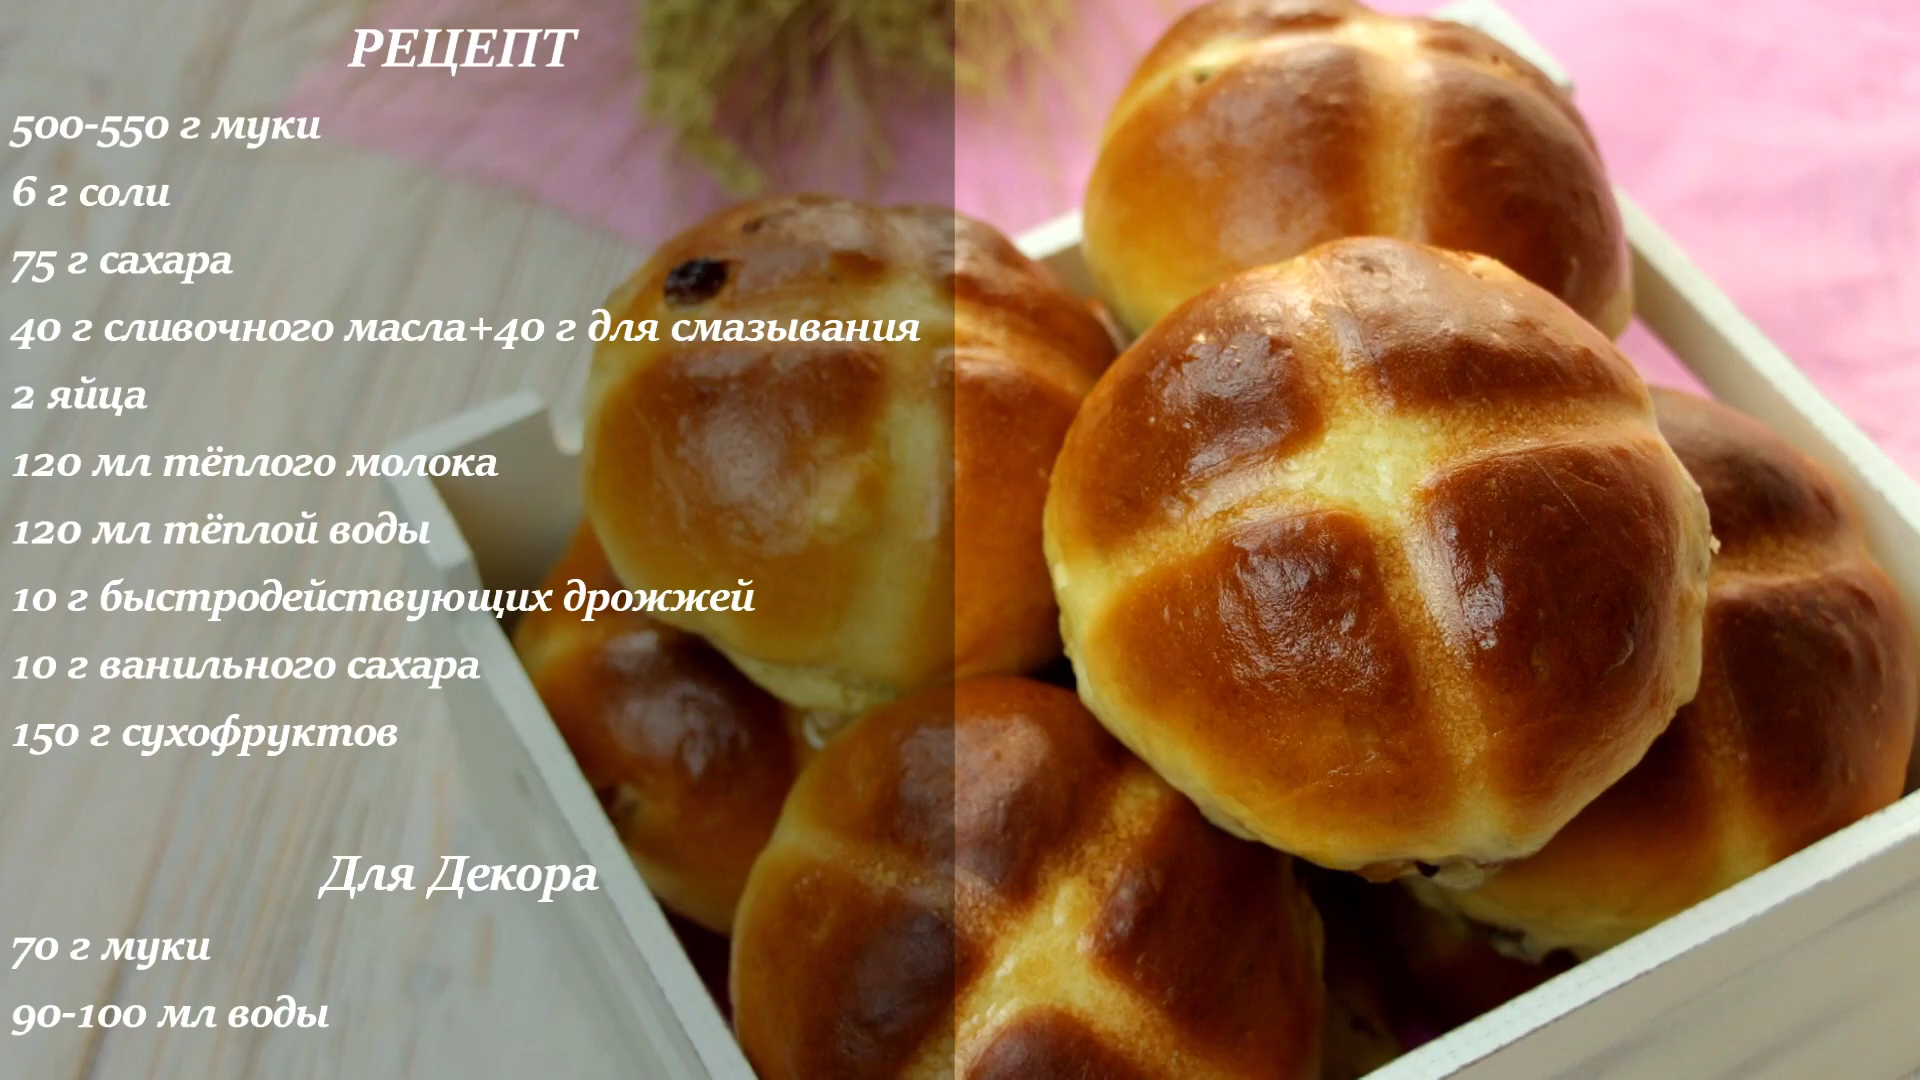 РЕЦЕПТ
500-550 г муки
6 г соли
75 г сахара
40 г сливочного масла+40 г для смазывания
2 яйца
120 мл тёплого молока
120 мл тёплой воды
10 г быстродействующих дрожжей
10 г ванильного сахара
150 г сухофруктов
Для Декора
70 г муки
90-100 мл воды